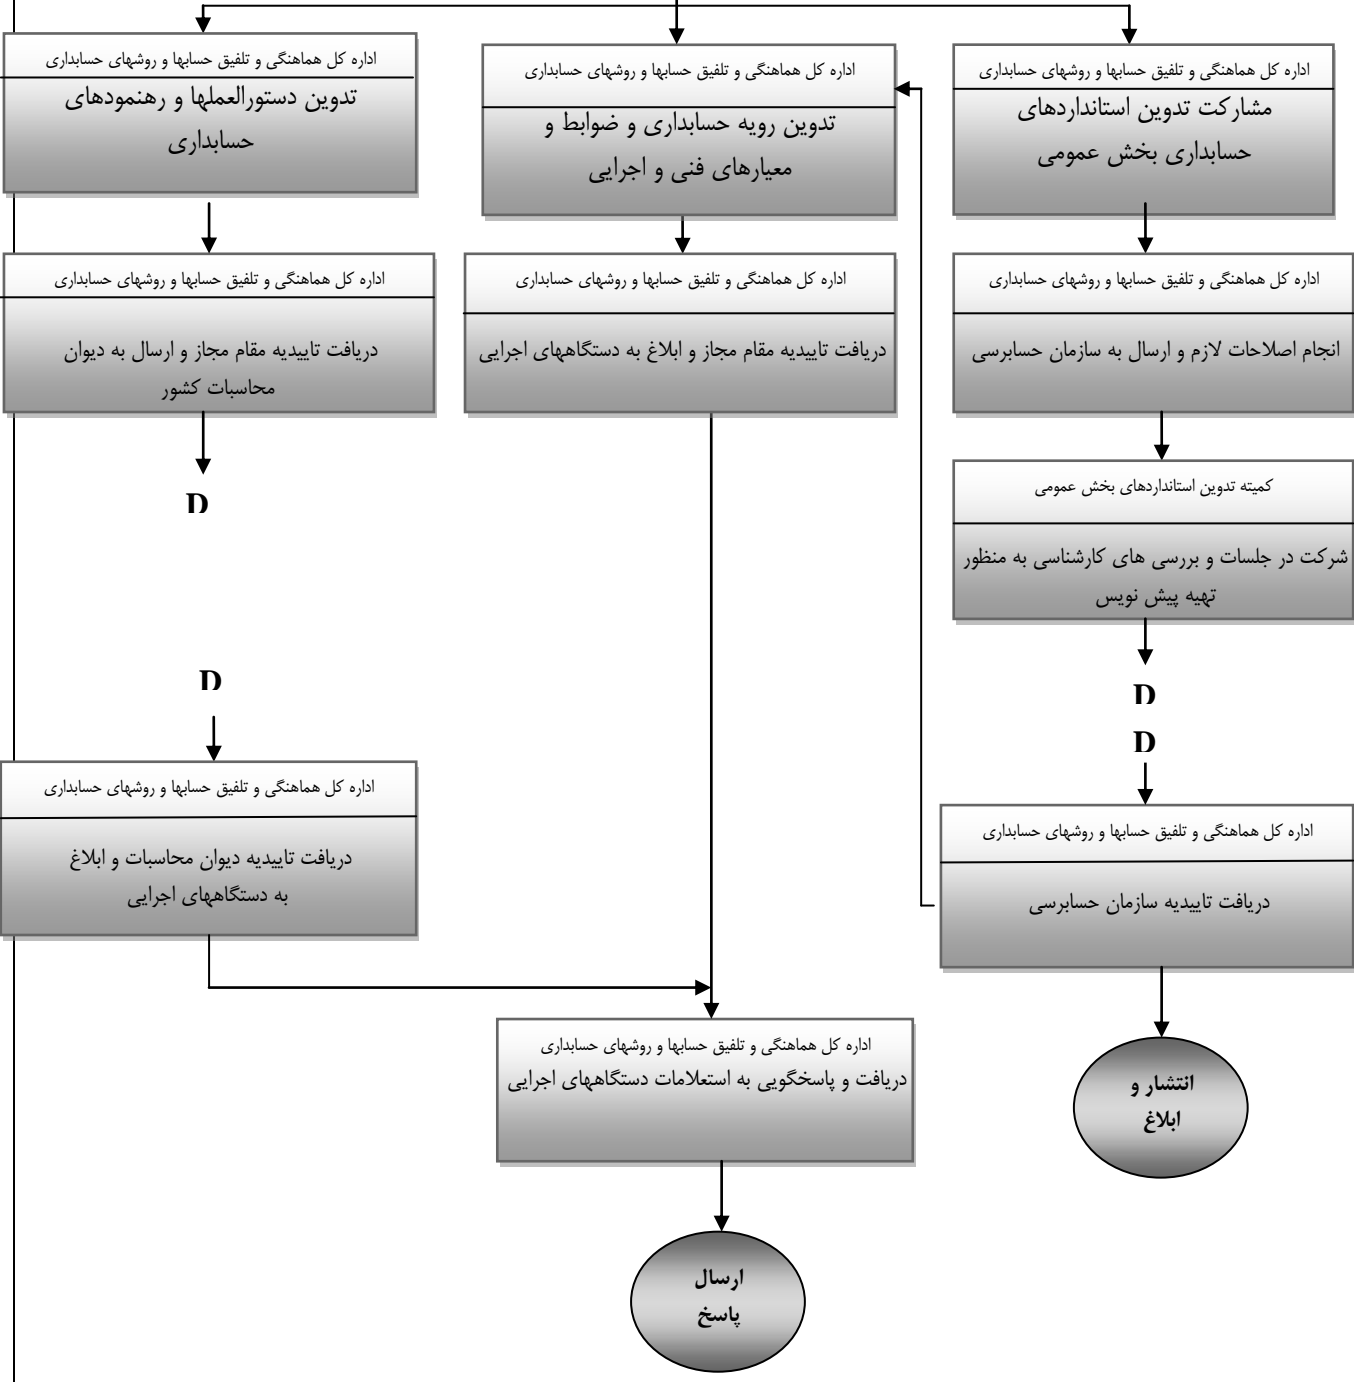 اداره کل هماهنگی و تلفیق حسابها و روشهای حسابداری
مشارکت تدوین استانداردهای
حسابداری بخش عمومی
اداره کل هماهنگی و تلفیق حسابها و روشهای حسابداری
تدوین رویه حسابداری و ضوابط و
معیارهای فنی و اجرایی
اداره کل هماهنگی و تلفیق حسابها و روشهای حسابداری
تدوین دستورالعملها و رهنمودهای
حسابداری
اداره کل هماهنگی و تلفیق حسابها و روشهای حسابداری
انجام اصلاحات لازم و ارسال به سازمان حسابرسی
اداره کل هماهنگی و تلفیق حسابها و روشهای حسابداری
دریافت تاییدیه مقام مجاز و ابلاغ به دستگاههای اجرایی
اداره کل هماهنگی و تلفیق حسابها و روشهای حسابداری
دریافت تاییدیه مقام مجاز و ارسال به دیوان
محاسبات کشور
کمیته تدوین استانداردهای بخش عمومی
شرکت در جلسات و بررسی های کارشناسی به منظور
تهیه پیش نویس
D
D
D
D
اداره کل هماهنگی و تلفیق حسابها و روشهای حسابداری
دریافت تاییدیه سازمان حسابرسی
اداره کل هماهنگی و تلفیق حسابها و روشهای حسابداری
دریافت تاییدیه دیوان محاسبات و ابلاغ
به دستگاههای اجرایی
اداره کل هماهنگی و تلفیق حسابها و روشهای حسابداری
دریافت و پاسخگویی به استعلامات دستگاههای اجرایی
انتشار و
ابلاغ
ارسال
پاسخ